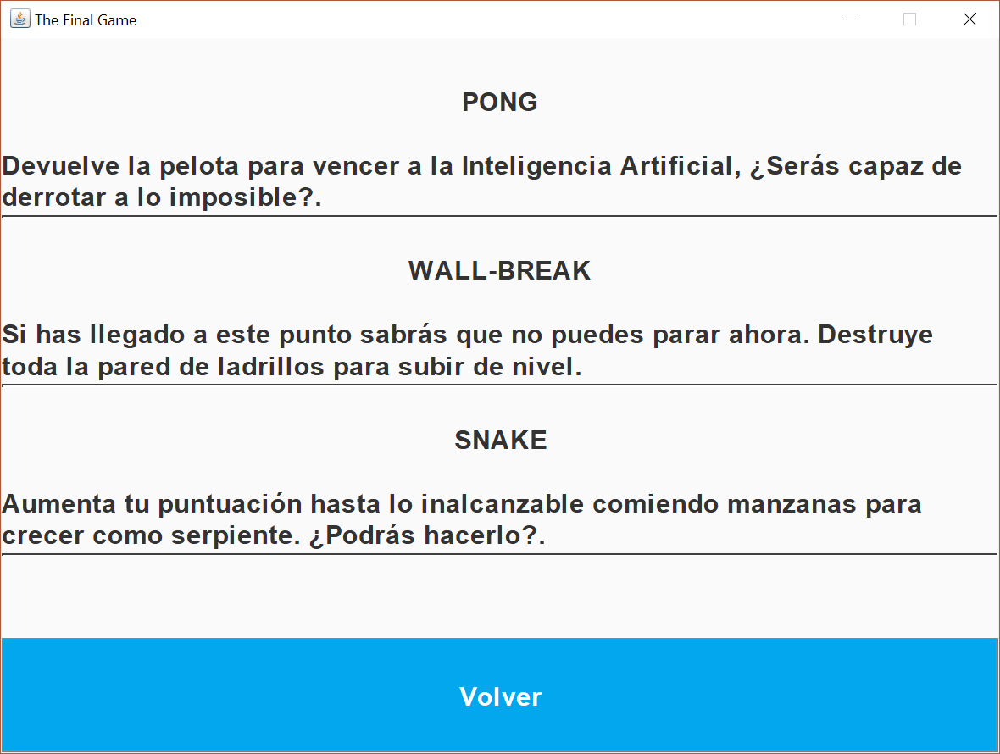 The Final Game
PONG
Devuelve la pelota para vencer a la Inteligencia Artificial, ¿Serás capaz de
derrotar a lo imposible?.
WALL-BREAK
Si has llegado a este punto sabrás que no puedes parar ahora. Destruye
toda la pared de ladrillos para subir de nivel.
SNAKE
Aumenta tu puntuación hasta lo inalcanzable comiendo manzanas para
crecer como serpiente. ¿Podrás hacerlo?.
Volver